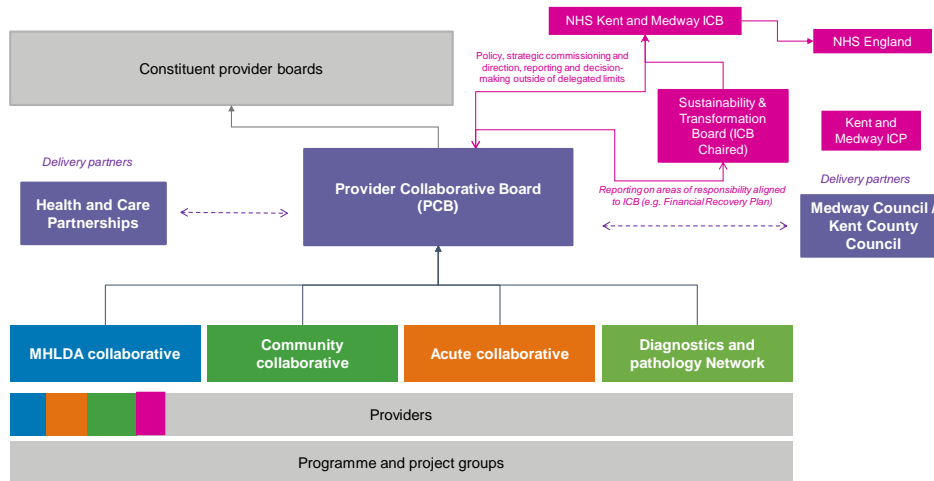 NHS Kent and Medway ICB
NHS England
Constituent provider boards
Policy, strategic commissioning and
direction, reporting and decision-
making outside of delegated limits
Sustainability &
Transformation
Board (ICB
Chaired)
Kent and
Medway ICP
Delivery partners
Health and Care
Partnerships
Provider Collaborative Board
(PCB)
Reporting on areas of responsibility aligned
to ICB (e.g. Financial Recovery Plan)
Delivery partners
Medway Council /
Kent County
Council
MHLDA collaborative
Community
collaborative
Acute collaborative
Diagnostics and
pathology Network
Providers
Programme and project groups